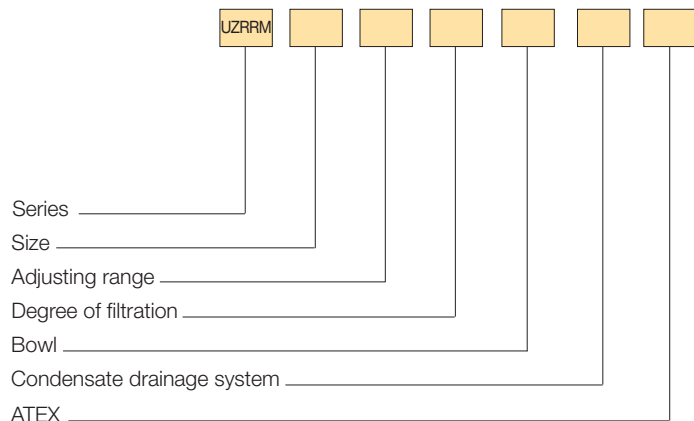 UZRRM
Series
Size
Adjusting range
Degree of filtration
Bowl
Condensate drainage system
ATEX